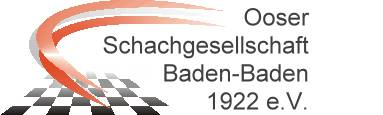 Ooser
Schachgesellschaft
Baden-Baden
1922 e.V.